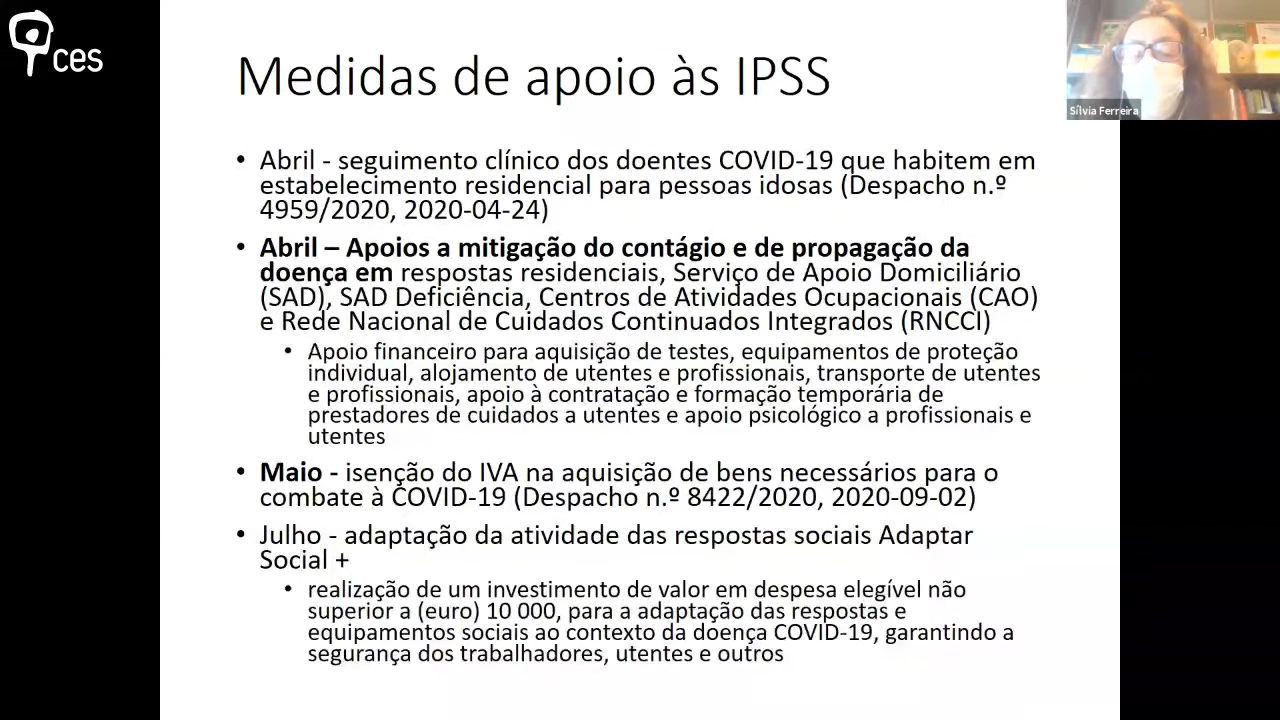 ces
Medidas de apoio às IPSS
Sílvia Ferreira
• Abril - seguimento clínico dos doentes COVID-19 que habitem em
estabelecimento residencial para pessoas idosas (Despacho n.º
4959/2020, 2020-04-24)
• Abril – Apoios a mitigação do contágio e de propagação da
doença em respostas residenciais, Serviço de Apoio Domiciliário
(SAD), SAD Deficiência, Centros de Atividades Ocupacionais (CAO)
e Rede Nacional de Cuidados Continuados Integrados (RNCCI)
• Apoio financeiro para aquisição de testes, equipamentos de proteção
individual, alojamento de utentes e profissionais, transporte de utentes
e profissionais, apoio à contratação e formação temporária de
prestadores de cuidados a utentes e apoio psicológico a profissionais e
utentes
• Maio - isenção do IVA na aquisição de bens necessários para o
combate à COVID-19 (Despacho n.º 8422/2020, 2020-09-02)
• Julho - adaptação da atividade das respostas sociais Adaptar
Social +
• realização de um investimento de valor em despesa elegível não
superior a (euro) 10 000, para a adaptação das respostas e
equipamentos sociais ao contexto da doença COVID-19, garantindo a
segurança dos trabalhadores, utentes e outros